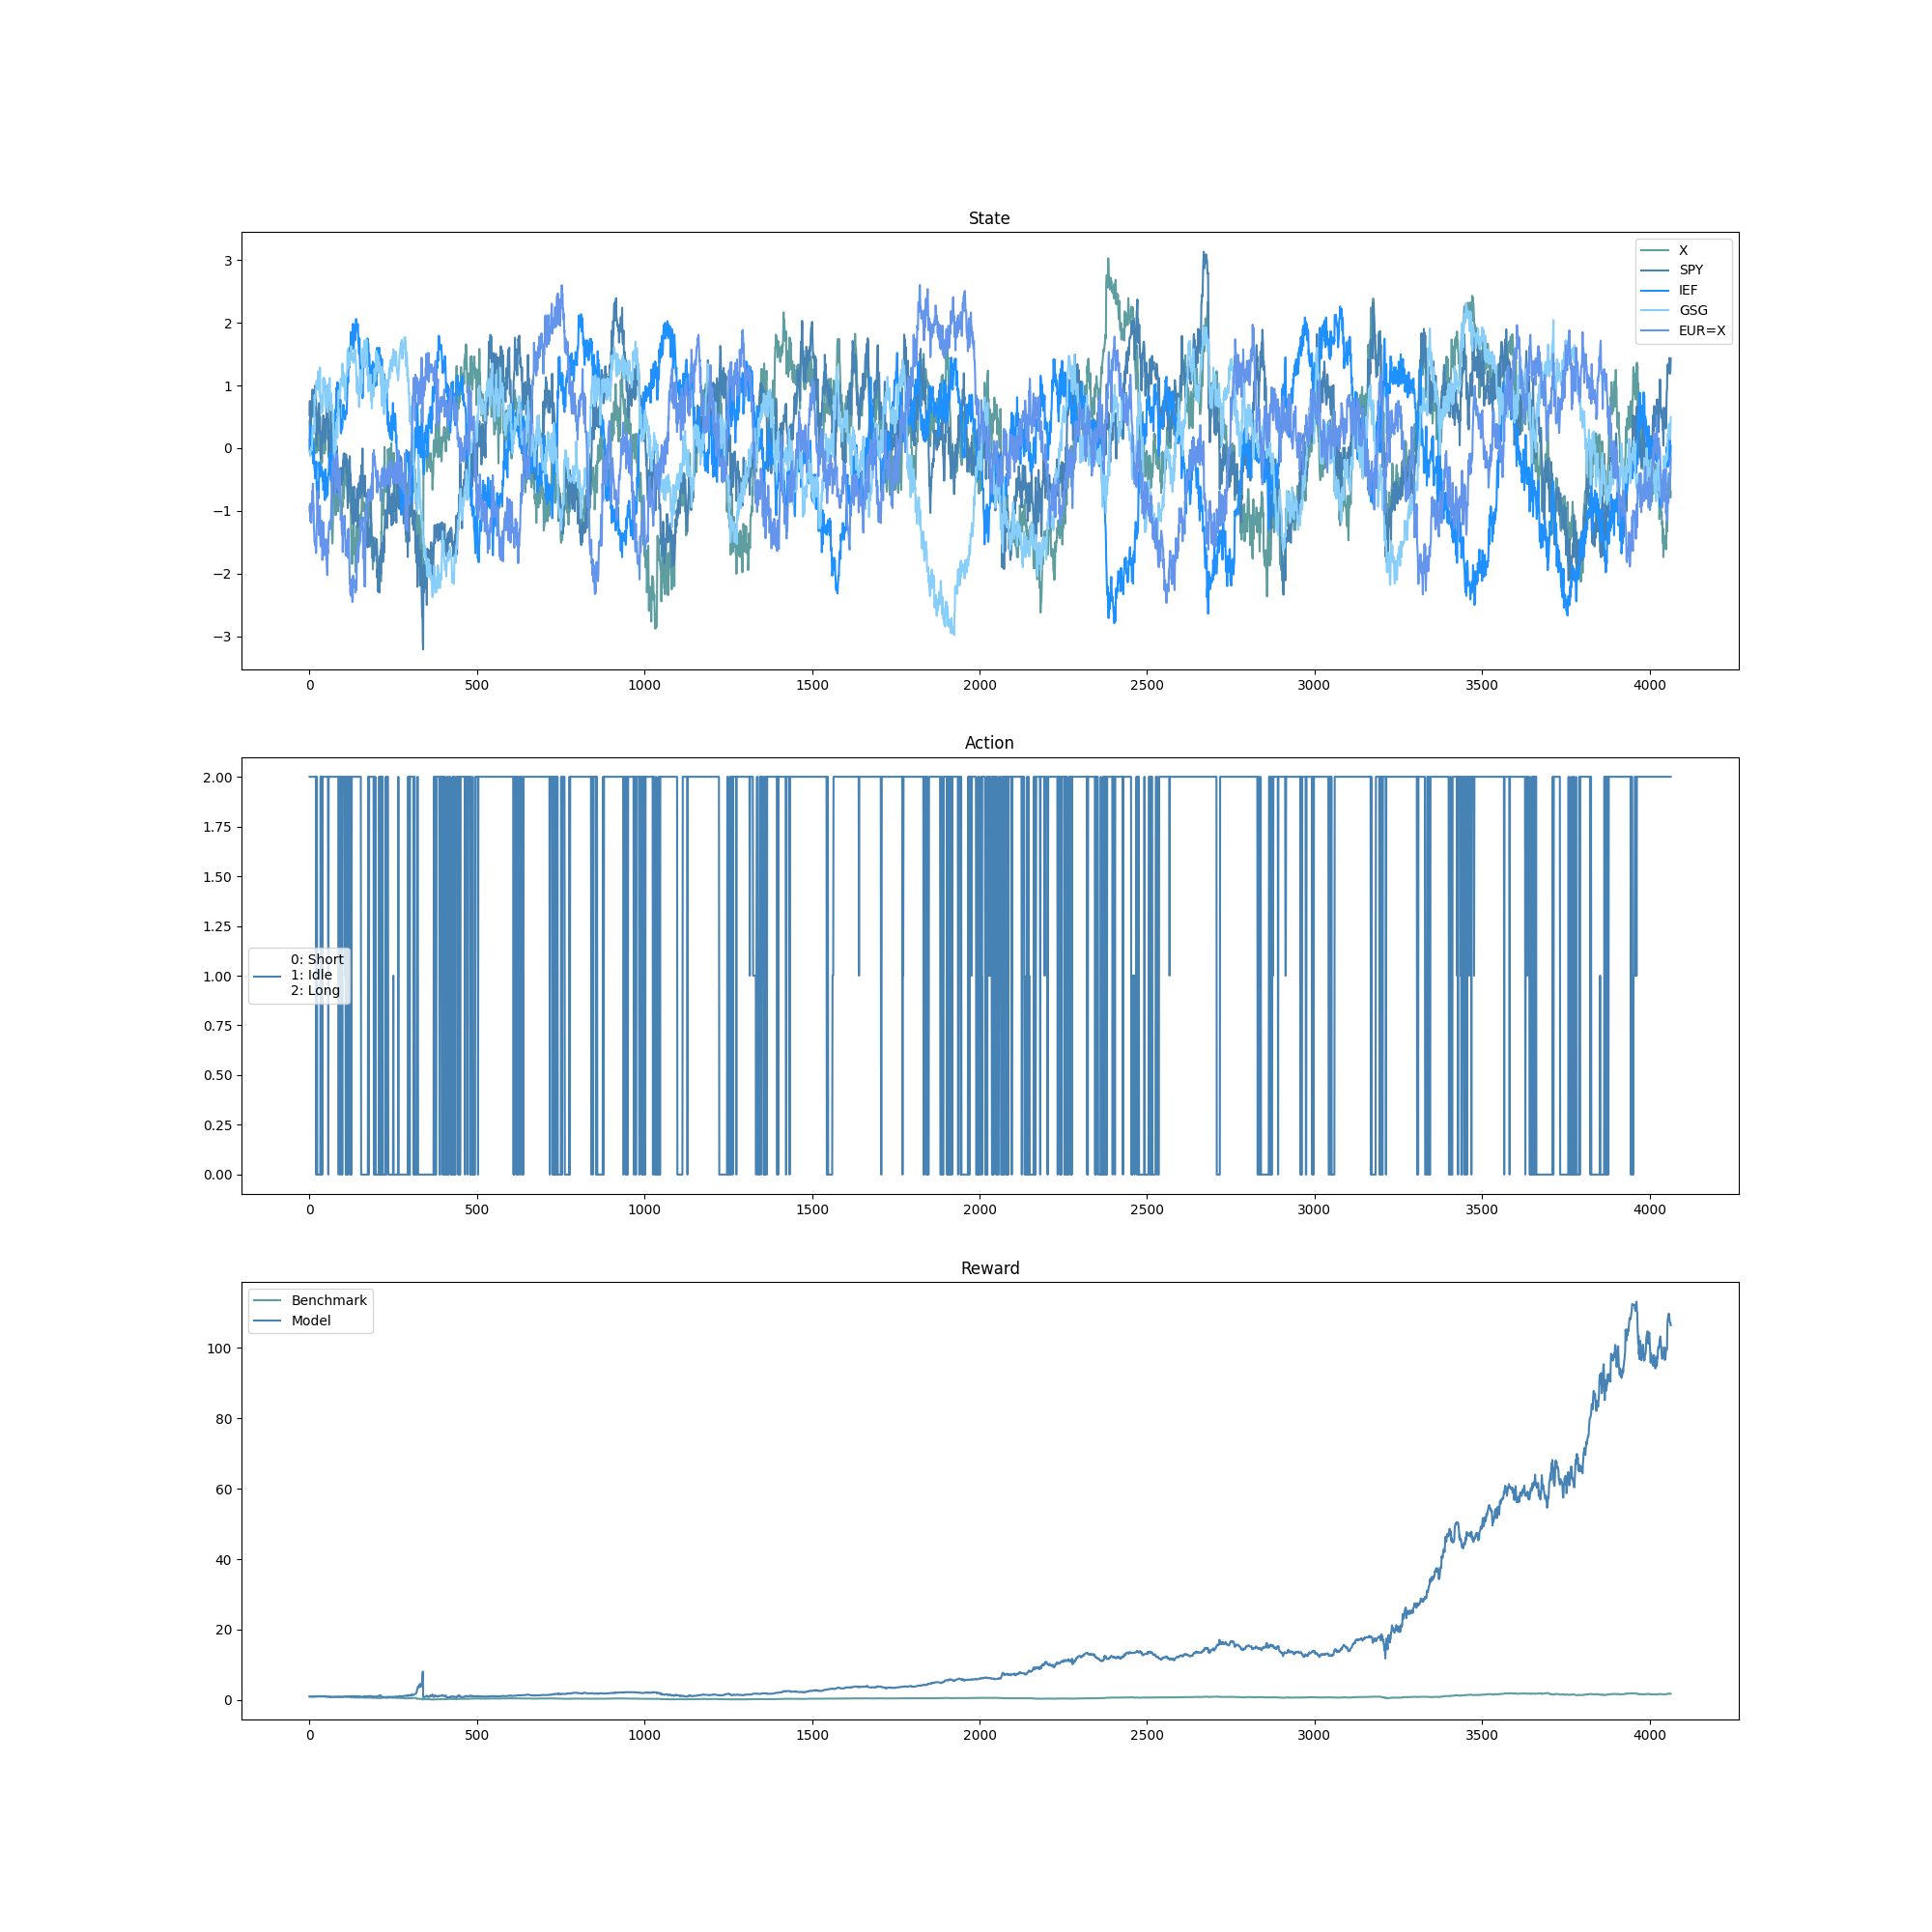 State
3
2
1
0
−1
−2
−3
X
SPY
IEF
GSG
EUR=X
0 500 1000 1500 2000 2500 3000 3500 4000
Action
2.00
1.75
1.50
1.25
1.00
0.75
0.50
0.25
0.00
0: Short
1: Idle
2: Long
0 500 1000 1500 2000 2500 3000 3500 4000
Reward
Benchmark
Model
100
80
60
40
20
0
0 500 1000 1500 2000 2500 3000 3500 4000